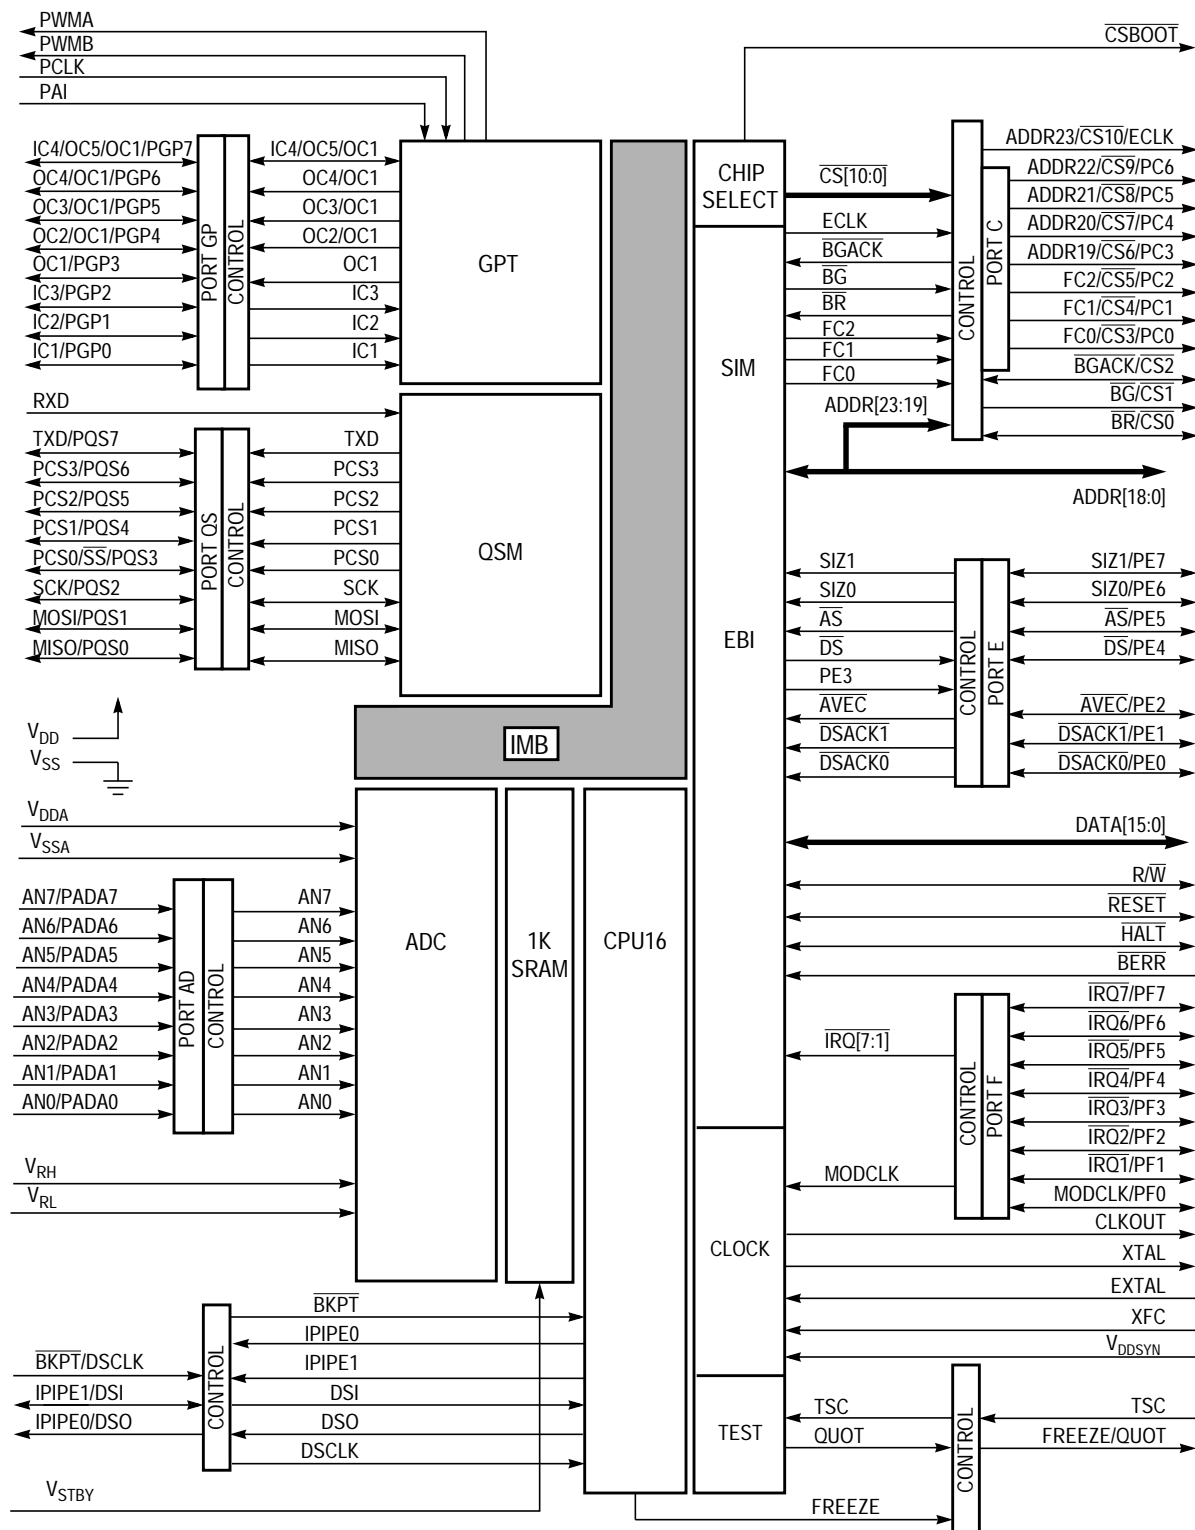 PWMA
PWMB
PCLK
PAI
CSBOOT
IC4/OC5/OC1/PGP7
OC4/OC1/PGP6
OC3/OC1/PGP5
OC2/OC1/PGP4
OC1/PGP3
IC3/PGP2
IC2/PGP1
IC1/PGP0
PORT GP
CONTROL
IC4/OC5/OC1
OC4/OC1
OC3/OC1
OC2/OC1
OC1
IC3
IC2
IC1
GPT
RXD
TXD/PQS7
PCS3/PQS6
PCS2/PQS5
PCS1/PQS4
PCS0/SS/PQS3
SCK/PQS2
MOSI/PQS1
MISO/PQS0
PORT QS
CONTROL
TXD
PCS3
PCS2
PCS1
PCS0
SCK
MOSI
MISO
QSM
VDD
VSS
IMB
VDDA
VSSA
AN7/PADA7
AN6/PADA6
AN5/PADA5
AN4/PADA4
AN3/PADA3
AN2/PADA2
AN1/PADA1
AN0/PADA0
PORT AD
CONTROL
AN7
AN6
AN5
AN4
AN3
AN2
AN1
AN0
VRH
VRL
ADC
1K
SRAM
CPU16
BKPT/DSCLK
IPIPE1/DSI
IPIPE0/DSO
CONTROL
BKPT
IPIPE0
IPIPE1
DSI
DSO
DSCLK
VSTBY
CHIP
SELECT
SIM
EBI
CLOCK
TEST
CS[10:0]
ECLK
BGACK
BG
BR
FC2
FC1
FC0
ADDR[23:19]
CONTROL
PORT C
ADDR23/CS10/ECLK
ADDR22/CS9/PC6
ADDR21/CS8/PC5
ADDR20/CS7/PC4
ADDR19/CS6/PC3
FC2/CS5/PC2
FC1/CS4/PC1
FC0/CS3/PC0
BGACK/CS2
BG/CS1
BR/CS0
ADDR[18:0]
SIZ1
SIZ0
AS
DS
PE3
AVEC
DSACK1
DSACK0
CONTROL
PORT E
SIZ1/PE7
SIZ0/PE6
AS/PE5
DS/PE4
AVEC/PE2
DSACK1/PE1
DSACK0/PE0
DATA[15:0]
R/W
RESET
HALT
BERR
IRQ[7:1]
MODCLK
CONTROL
PORT F
IRQ7/PF7
IRQ6/PF6
IRQ5/PF5
IRQ4/PF4
IRQ3/PF3
IRQ2/PF2
IRQ1/PF1
MODCLK/PF0
CLKOUT
XTAL
EXTAL
XFC
VDDSYN
TSC
QUOT
FREEZE
CONTROL
TSC
FREEZE/QUOT